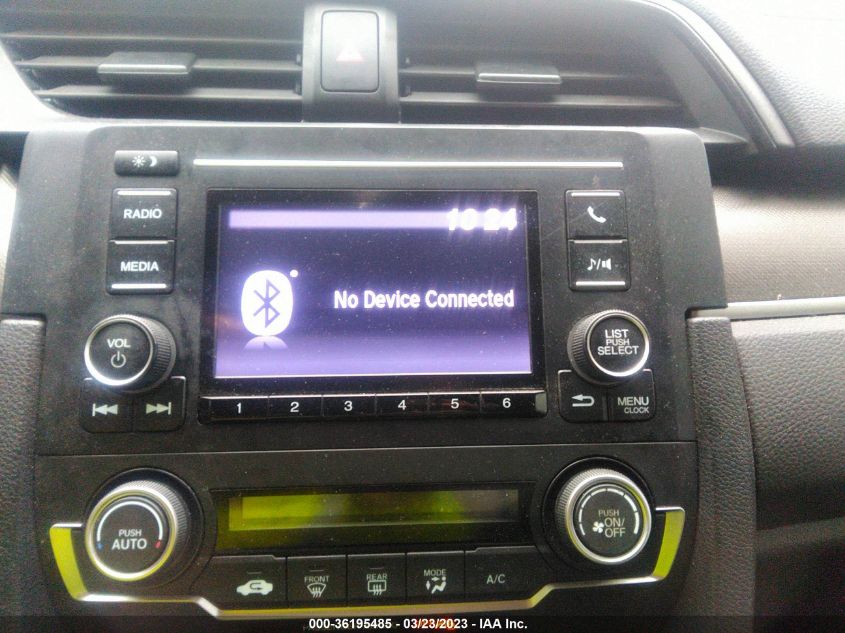 10:24
RADIO
MEDIA
No Device Connected
VOL
LIST
PUSH
SELECT
1 2 3 4 5 6
MENU
CLOCK
PUSH
AUTO
PUSH
ON/
OFF
FRONT
REAR
MODE
A/C
000-36195485 - 03/23/2023 - IAA Inc.